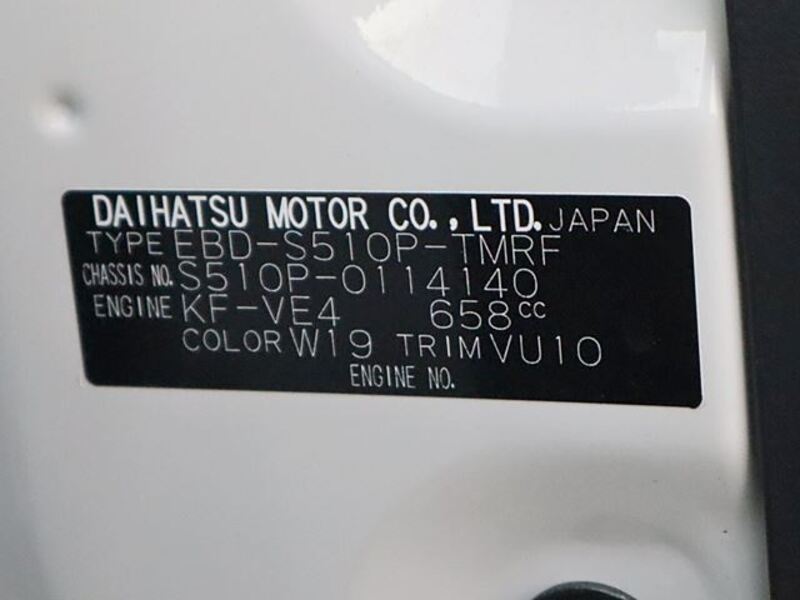 DAIHATSU MOTOR CO., LTD. JAPAN
TYPE EBD-S510P-TMRF
CHASSIS NO. S510P-0114140
ENGINE KF-VE4 658cc
COLOR W19 TRIM VU10
ENGINE NO.